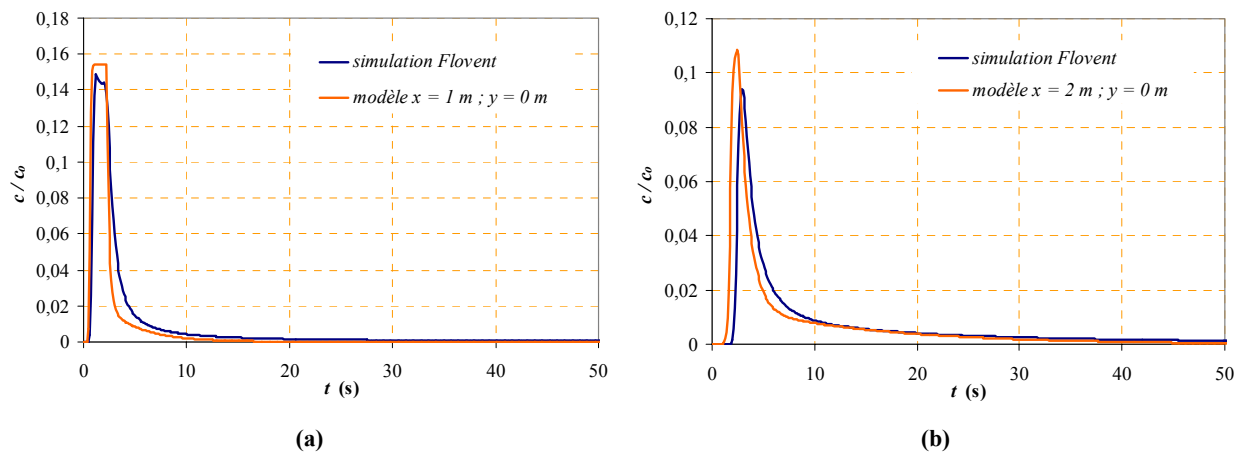 0,18
0,16
0,14
0,12
0,1
0,08
0,06
0,04
0,02
0
c / cₒ
simulation Flovent
modèle x = 1 m ; y = 0 m
0 10 20 30 40 50
t (s)
(a)
0,12
0,1
0,08
0,06
0,04
0,02
0
c / cₒ
simulation Flovent
modèle x = 2 m ; y = 0 m
0 10 20 30 40 50
t (s)
(b)